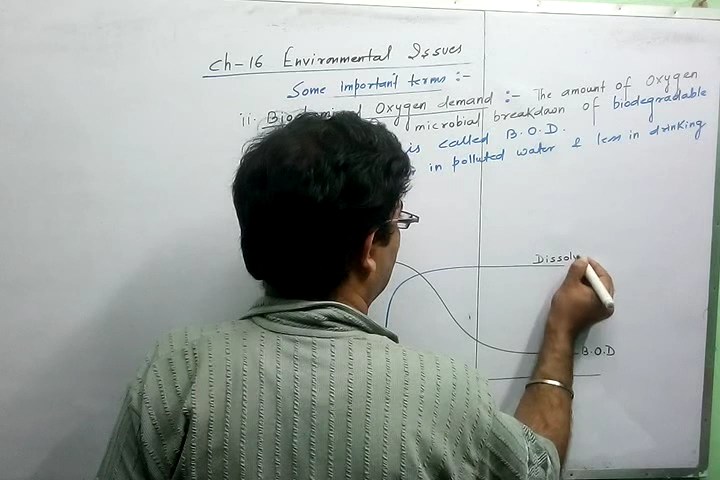 Ch-16 Environmental Issues
Some Important terms :-
ii. Biochemical Oxygen demand :- The amount of Oxygen
microbial breakdown of biodegradable
is called B.O.D.
in polluted water & less in drinking
Dissolv
B.O.D